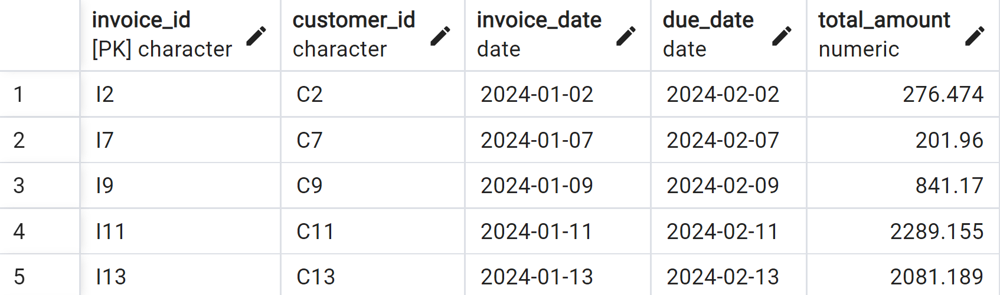 invoice_id customer_id invoice_date due_date total_amount
[PK] character character date date numeric
1 I2 C2 2024-01-02 2024-02-02 276.474
2 I7 C7 2024-01-07 2024-02-07 201.96
3 I9 C9 2024-01-09 2024-02-09 841.17
4 I11 C11 2024-01-11 2024-02-11 2289.155
5 I13 C13 2024-01-13 2024-02-13 2081.189